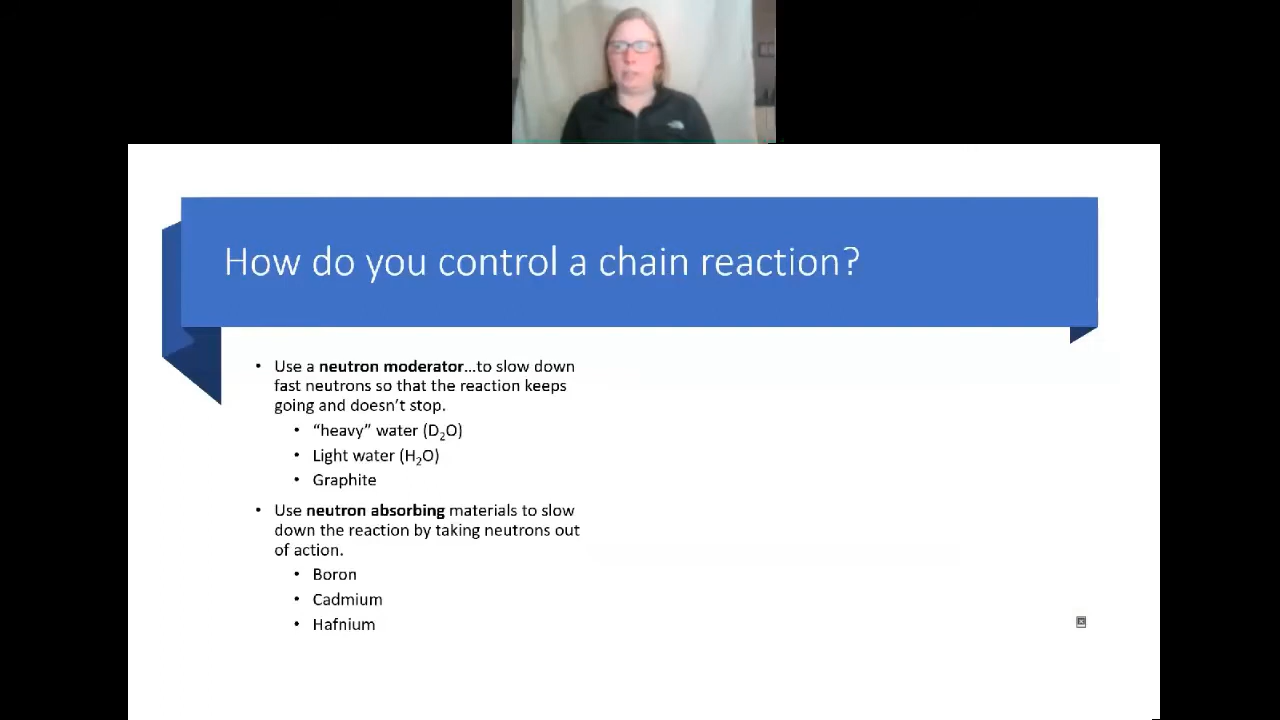 How do you control a chain reaction?
• Use a neutron moderator...to slow down
fast neutrons so that the reaction keeps
going and doesn't stop.
• “heavy” water (D₂O)
• Light water (H₂O)
• Graphite
• Use neutron absorbing materials to slow
down the reaction by taking neutrons out
of action.
• Boron
• Cadmium
• Hafnium